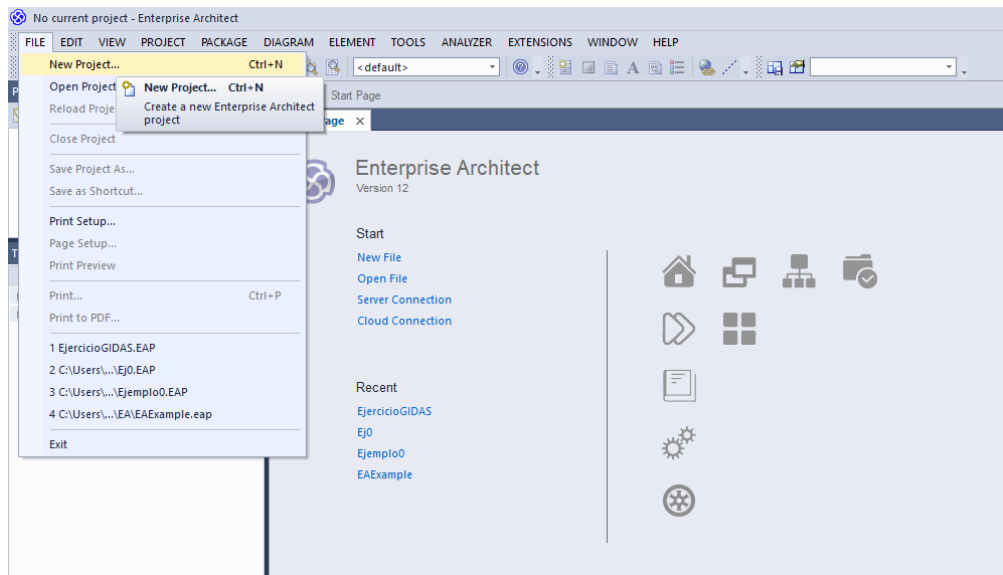 No current project - Enterprise Architect
FILE EDIT VIEW PROJECT PACKAGE DIAGRAM ELEMENT TOOLS ANALYZER EXTENSIONS WINDOW HELP
<default>
New Project... Ctrl+N
Open Project
Reload Proje
New Project... Ctrl+N
Create a new Enterprise Architect
project
Close Project
Save Project As...
Save as Shortcut...
Print Setup...
Page Setup...
Print Preview
Print... Ctrl+P
Print to PDF...
1 EjercicioGIDAS.EAP
2 C:\Users\...\Ej0.EAP
3 C:\Users\...\Ejemplo0.EAP
4 C:\Users\...\EA\EAExample.eap
Exit
Start Page
age
Enterprise Architect
Version 12
Start
New File
Open File
Server Connection
Cloud Connection
Recent
EjercicioGIDAS
Ej0
Ejemplo0
EAExample